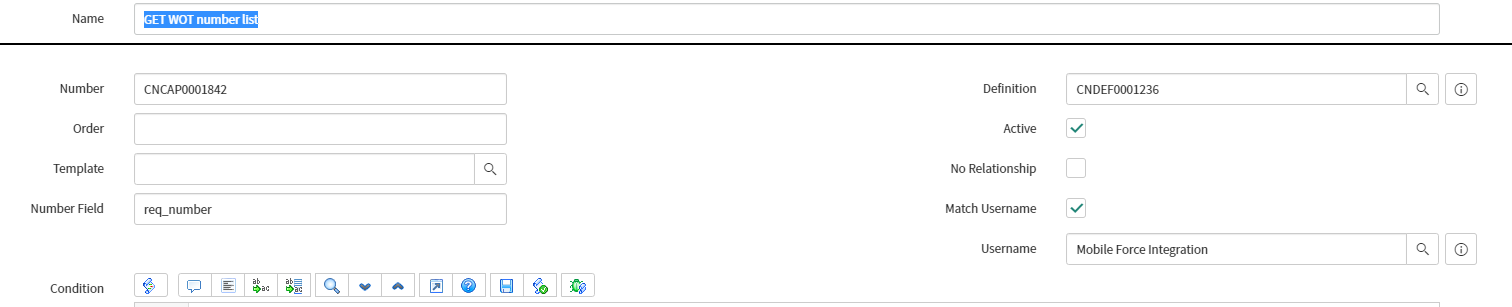 Name GET WOT number list
Number CNCAP0001842 Definition CNDEF0001236
Order Active
Template No Relationship
Number Field req_number Match Username
Username Mobile Force Integration
Condition